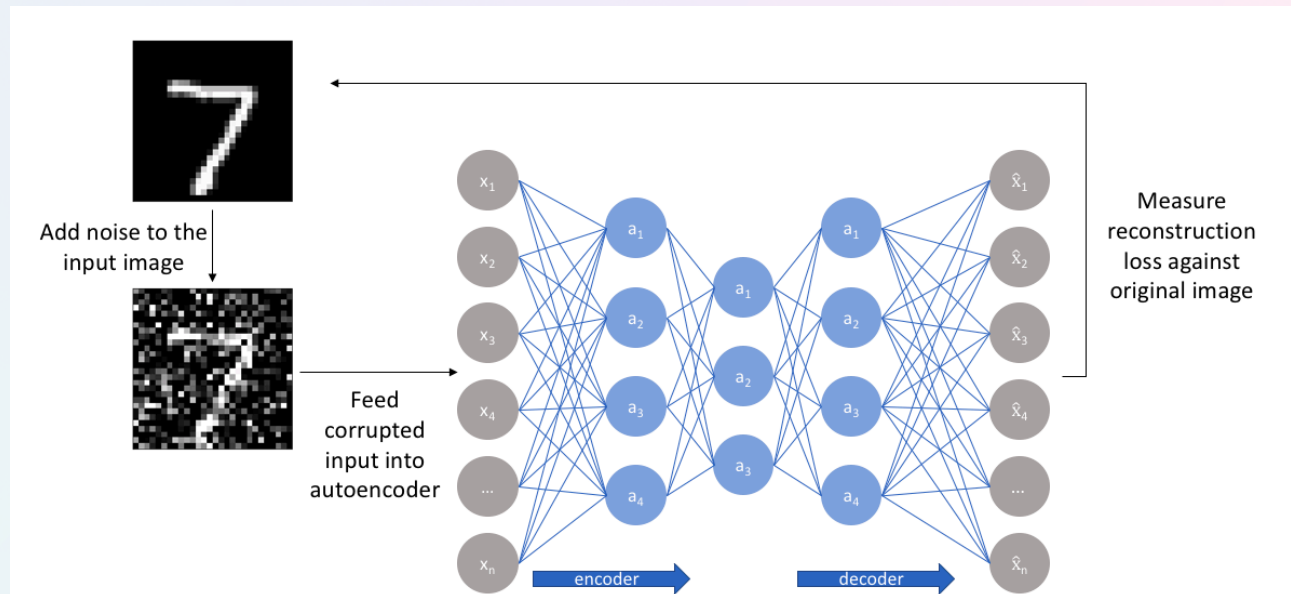 Add noise to the
input image
Feed
corrupted
input into
autoencoder
x₁
x₂
x₃
x₄
...
xₙ
a₁
a₂
a₃
a₄
a₁
a₂
a₃
a₁
a₂
a₃
a₄
x̂₁
x̂₂
x̂₃
x̂₄
...
x̂ₙ
encoder
decoder
Measure
reconstruction
loss against
original image